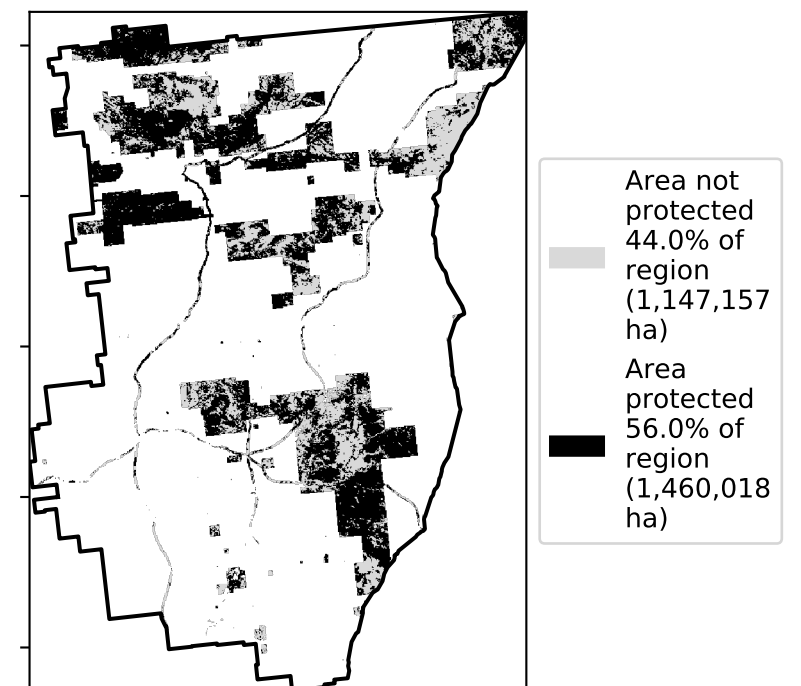 Area not
protected
44.0% of
region
(1,147,157
ha)
Area
protected
56.0% of
region
(1,460,018
ha)